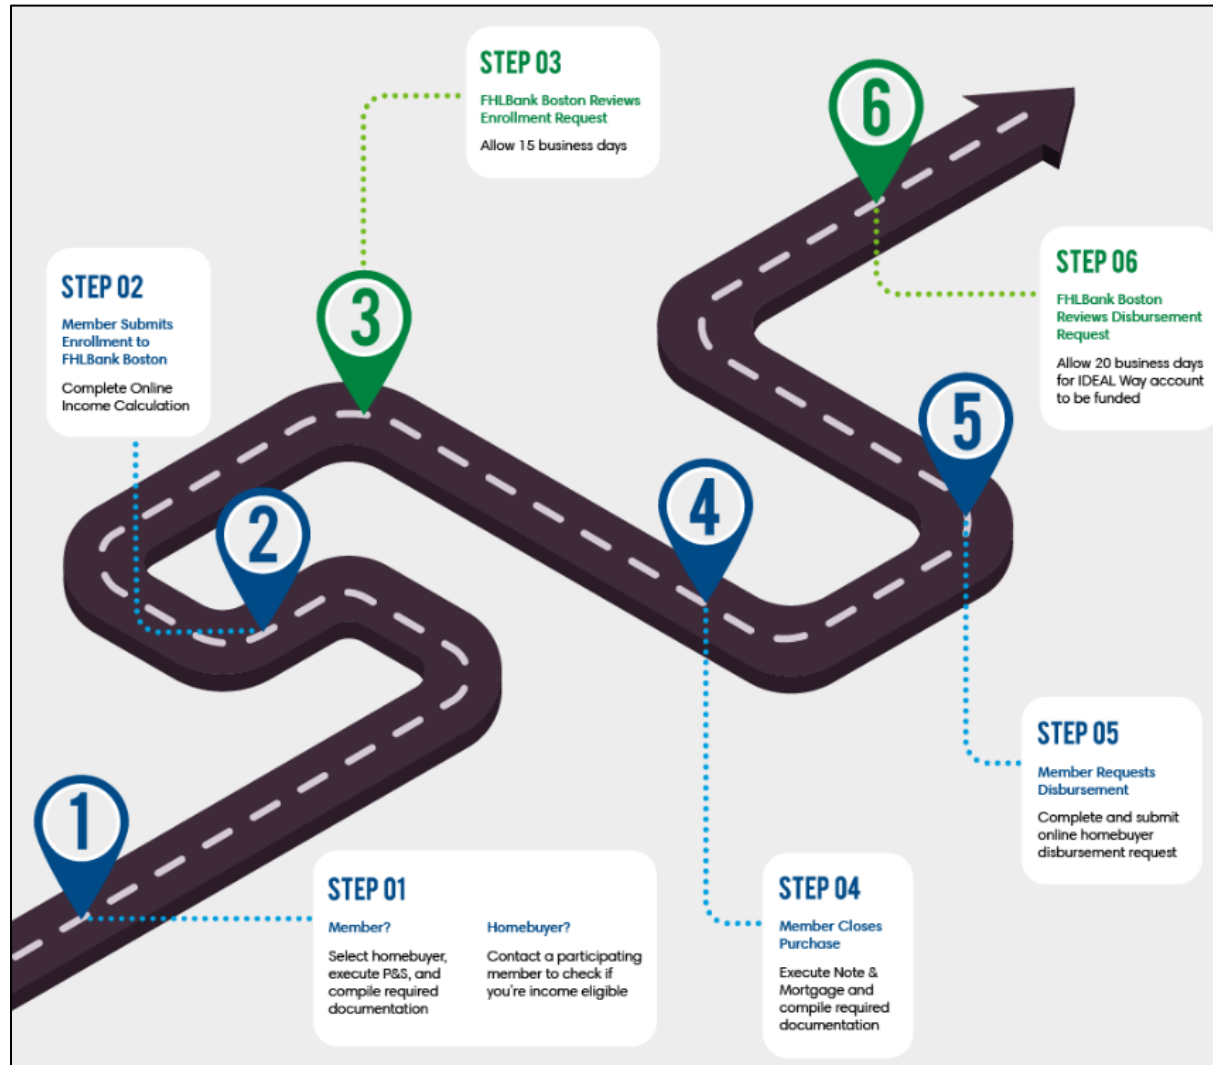 1
STEP 01
Member?
Select homebuyer,
execute P&S, and
compile required
documentation
Homebuyer?
Contact a participating
member to check if
you're income eligible
2
STEP 02
Member Submits
Enrollment to
FHLBank Boston
Complete Online
Income Calculation
3
STEP 03
FHLBank Boston Reviews
Enrollment Request
Allow 15 business days
4
STEP 04
Member Closes
Purchase
Execute Note &
Mortgage and
compile required
documentation
5
STEP 05
Member Requests
Disbursement
Complete and submit
online homebuyer
disbursement request
6
STEP 06
FHLBank Boston
Reviews Disbursement
Request
Allow 20 business days
for IDEAL Way account
to be funded